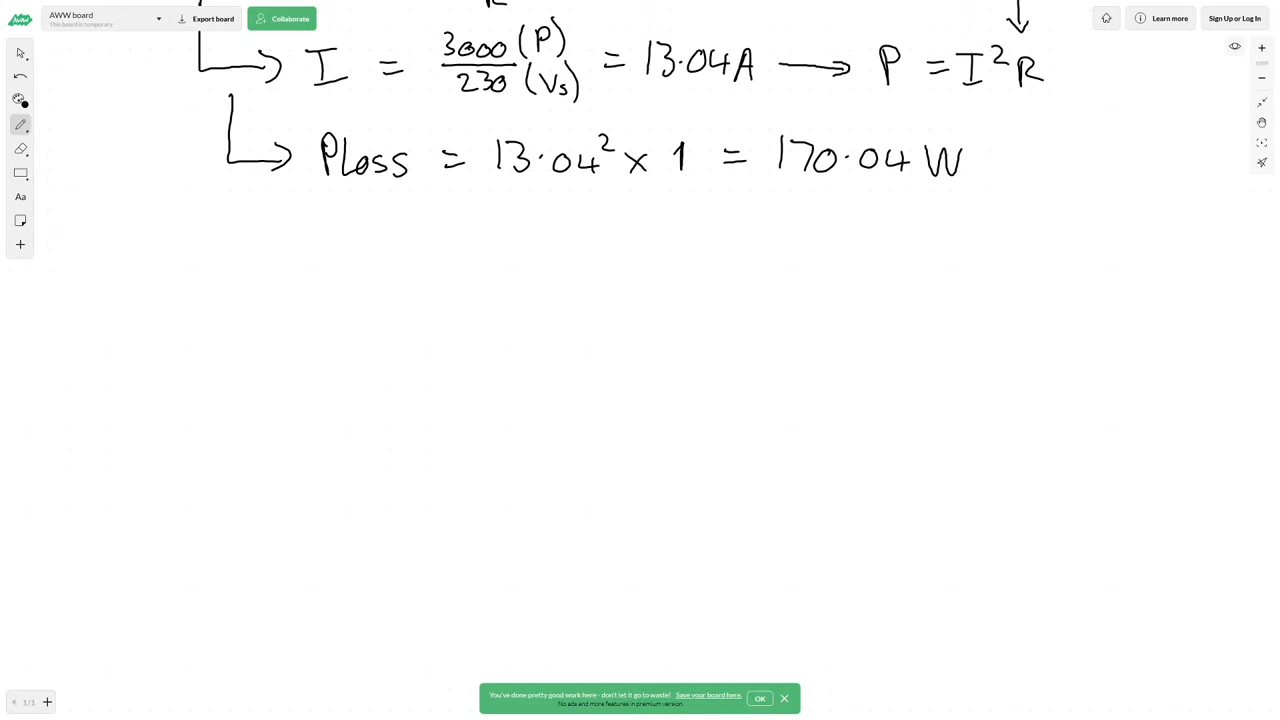 AWW board
This board is temporary
Export board
Collaborate
Learn more
Sign Up or Log In
I = 3000 (P) / 230 (Vs) = 13.04A → P = I²R
PLoss = 13.04² x 1 = 170.04 W
Aa
100%
1/1
You've done pretty good work here - don't let it go to waste! Save your board here.
No ads and more features in premium version.
OK